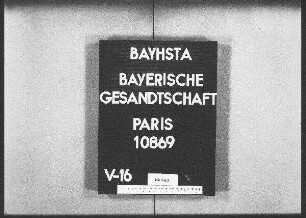 BAYHSTA
BAYERISCHE
GESANDTSCHAFT
PARIS
10869
V-16